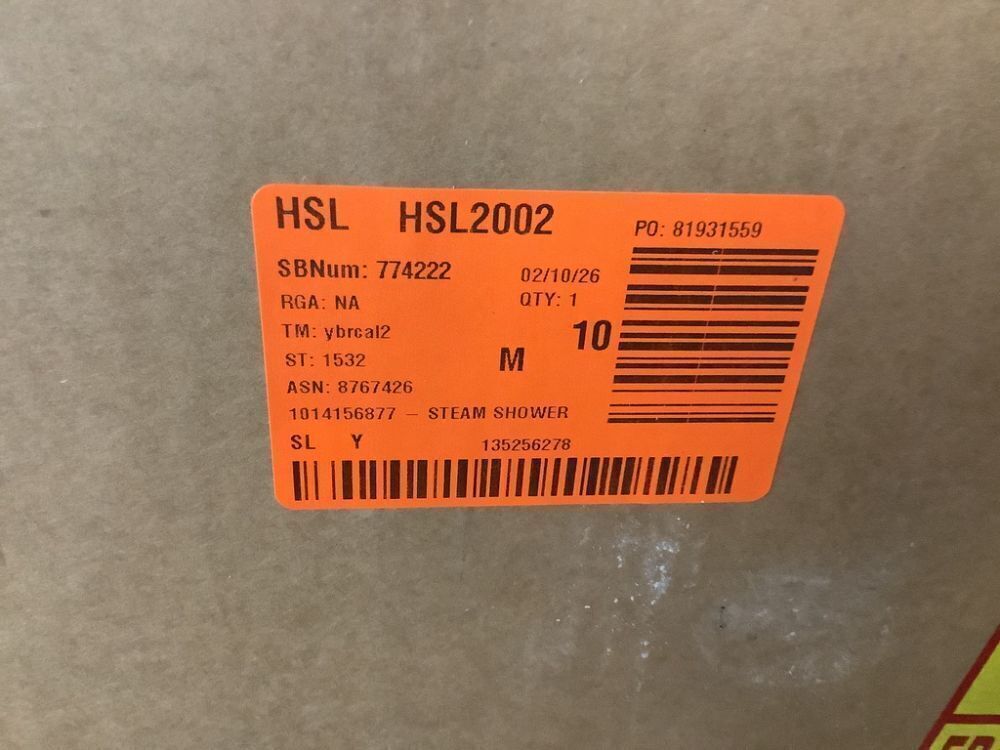 HSL HSL2002
PO: 81931559
SBNum: 774222
02/10/26
RGA: NA
QTY: 1
TM: ybrcal2
10
ST: 1532
M
ASN: 8767426
1014156877 – STEAM SHOWER
SL Y
135256278